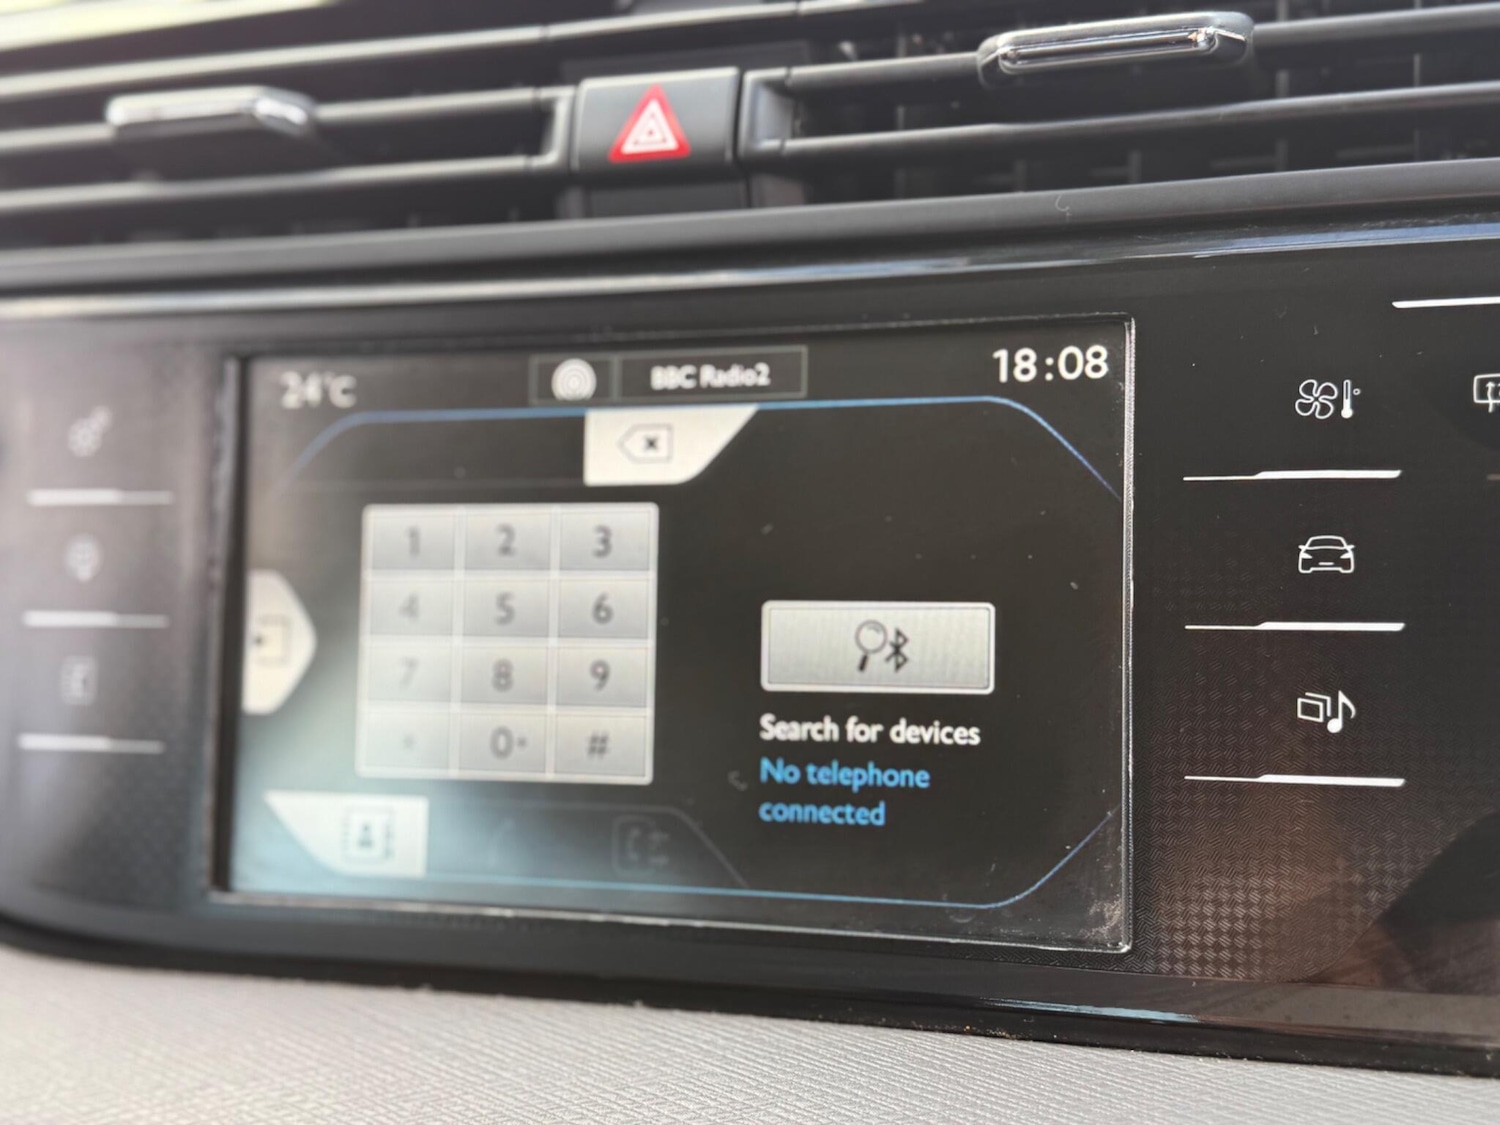 24°C
BBC Radio2
18:08
1 2 3
4 5 6
7 8 9
* 0+ #
Search for devices
No telephone
connected